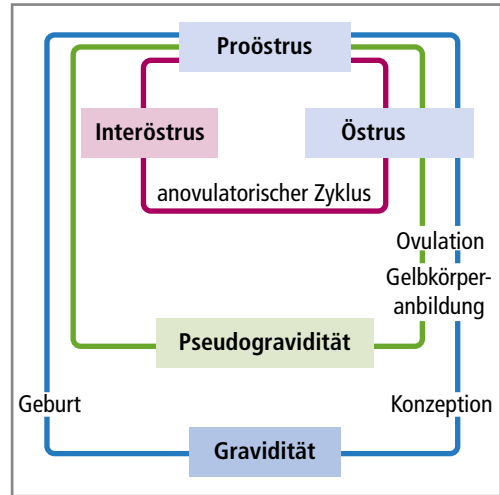 Proöstrus
Interöstrus
Östrus
anovulatorischer Zyklus
Ovulation
Gelbkörper-
anbildung
Pseudogravidität
Geburt
Konzeption
Gravidität